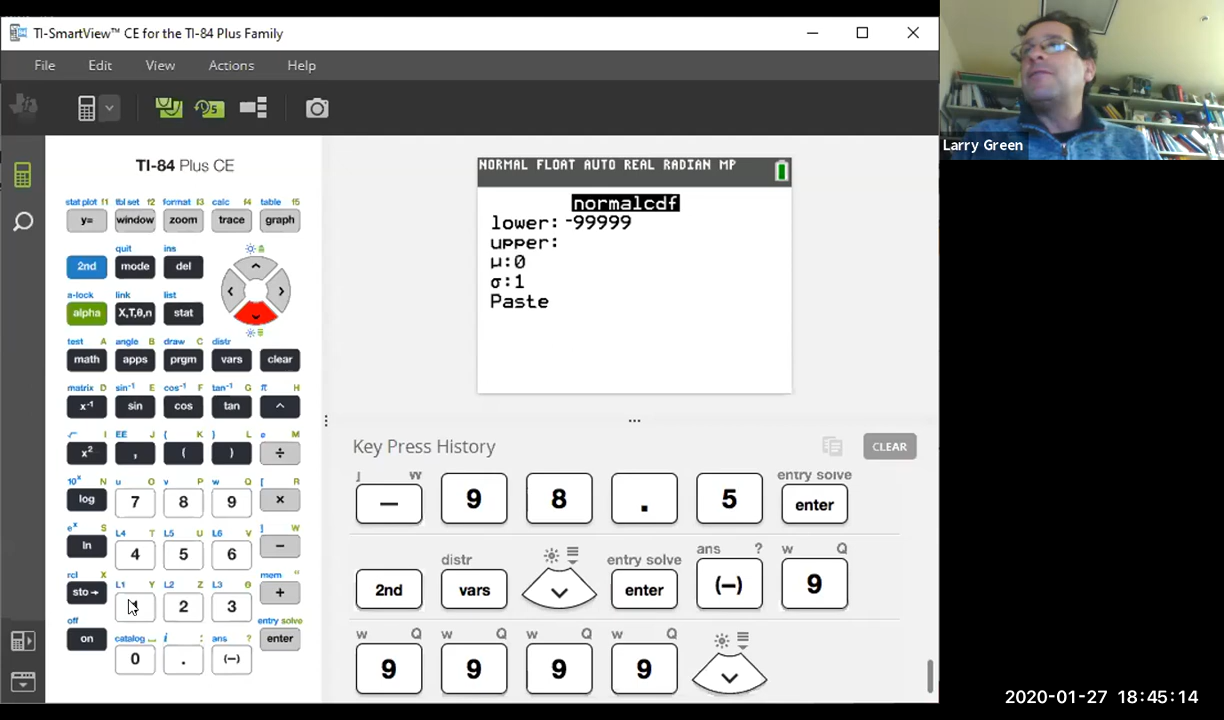 TI-SmartView™ CE for the TI-84 Plus Family
File Edit View Actions Help
Larry Green
TI-84 Plus CE
NORMAL FLOAT AUTO REAL RADIAN MP
normalcdf
lower: -99999
upper:
μ:0
σ:1
Paste
stat plot f1 tbl set f2 format f3 calc f4 table f5
y= window zoom trace graph
quit ins
2nd mode del
a-lock link list
alpha X,T,θ,n stat
test A angle B draw C distr
math apps prgm vars clear
matrix D sin-1 E cos-1 F tan-1 G π H
x-1 sin cos tan ^
√ I EE J { K } L e M
x2 , ( ) ÷
10x N u O v P w Q [ R
log 7 8 9 ×
ex S L4 T L5 U L6 V ] W
ln 4 5 6 −
rcl X L1 Y L2 Z L3 θ mem "
sto→ 1 2 3 +
off catalog i : ans ? entry solve
on 0 . (−) enter
Key Press History
CLEAR
] W entry solve
− 9 8 . 5 enter
distr entry solve ans ? w Q
2nd vars enter (−) 9
w Q w Q w Q w Q
9 9 9 9
2020-01-27 18:45:14